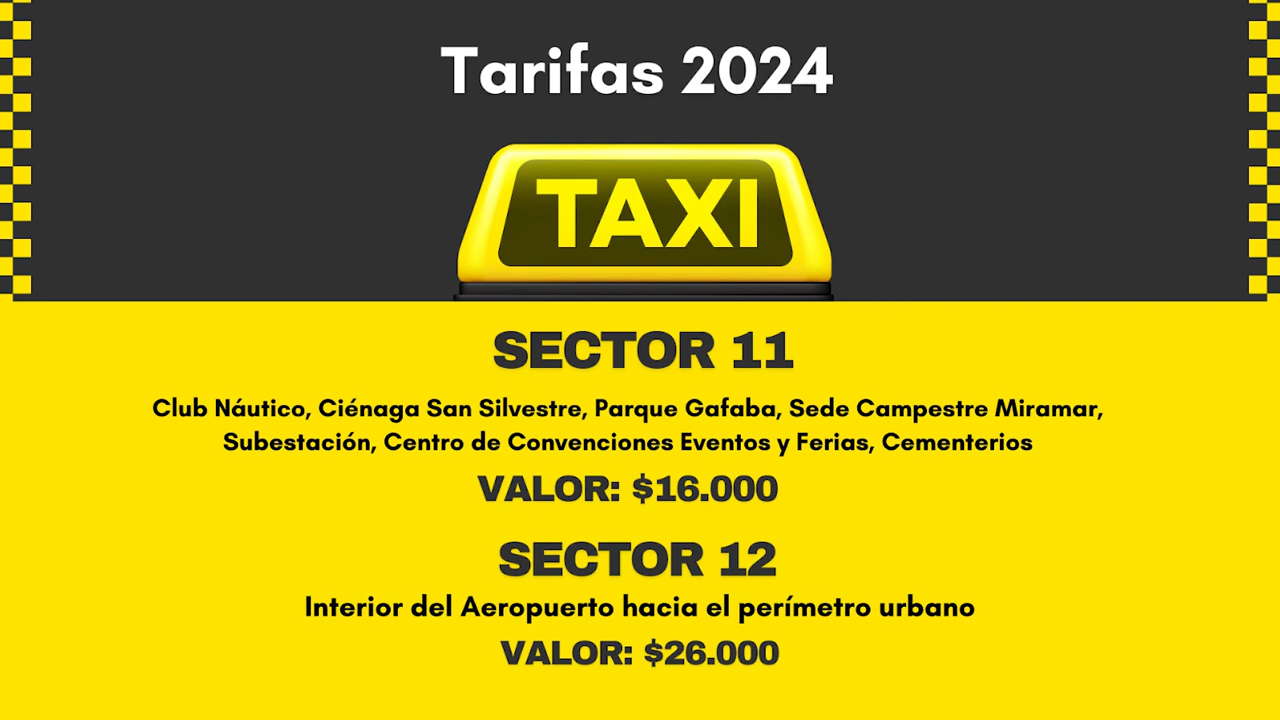 Tarifas 2024
TAXI
SECTOR 11
Club Náutico, Ciénaga San Silvestre, Parque Gafaba, Sede Campestre Miramar,
Subestación, Centro de Convenciones Eventos y Ferias, Cementerios
VALOR: $16.000
SECTOR 12
Interior del Aeropuerto hacia el perímetro urbano
VALOR: $26.000